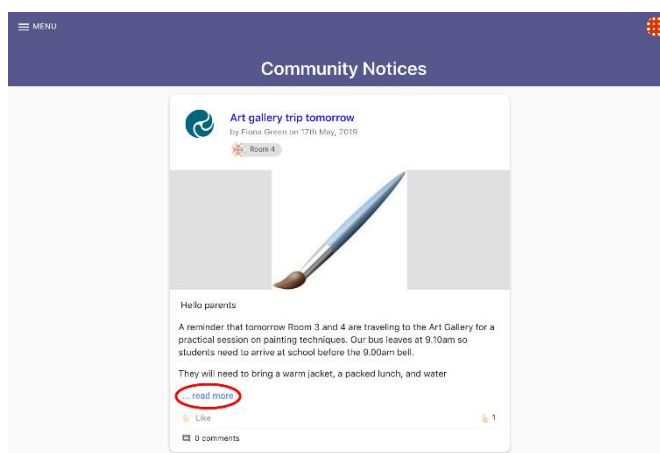 MENU
Community Notices
Art gallery trip tomorrow
by Fiona Green on 17th May, 2019
Room 4
Hello parents
A reminder that tomorrow Room 3 and 4 are traveling to the Art Gallery for a
practical session on painting techniques. Our bus leaves at 9.10am so
students need to arrive at school before the 9.00am bell.
They will need to bring a warm jacket, a packed lunch, and water
... read more
Like 1
0 comments